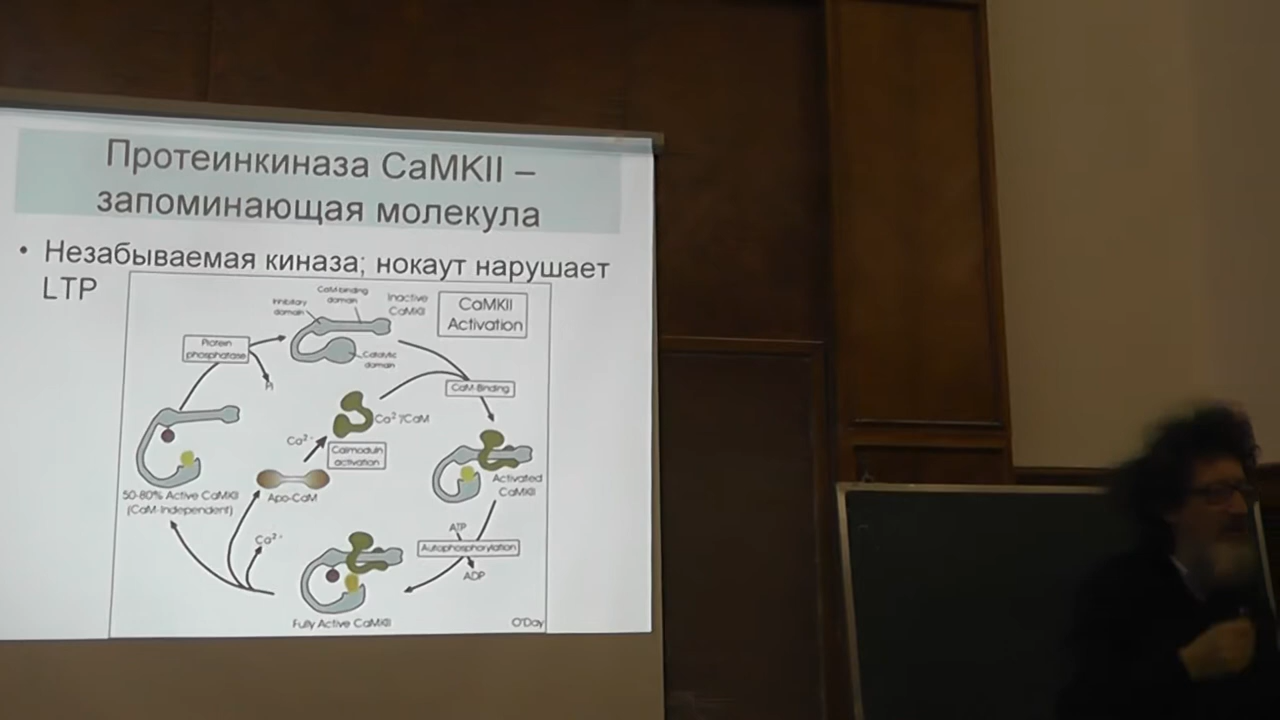 Протеинкиназа CaMKII –
запоминающая молекула
• Незабываемая киназа; нокаут нарушает
LTP
CaMKII
Activation
Inactive
CaMKII
CaM-binding
domain
Inhibitory
domain
Catalytic
domain
Protein
phosphatase
Pi
CaM-Binding
Ca²⁺/CaM
Ca²⁺
Calmodulin
activation
Apo-CaM
Activated
CaMKII
50-80% Active CaMKII
(CaM-Independent)
Ca²⁺
ATP
Autophosphorylation
ADP
Fully Active CaMKII
O'Day